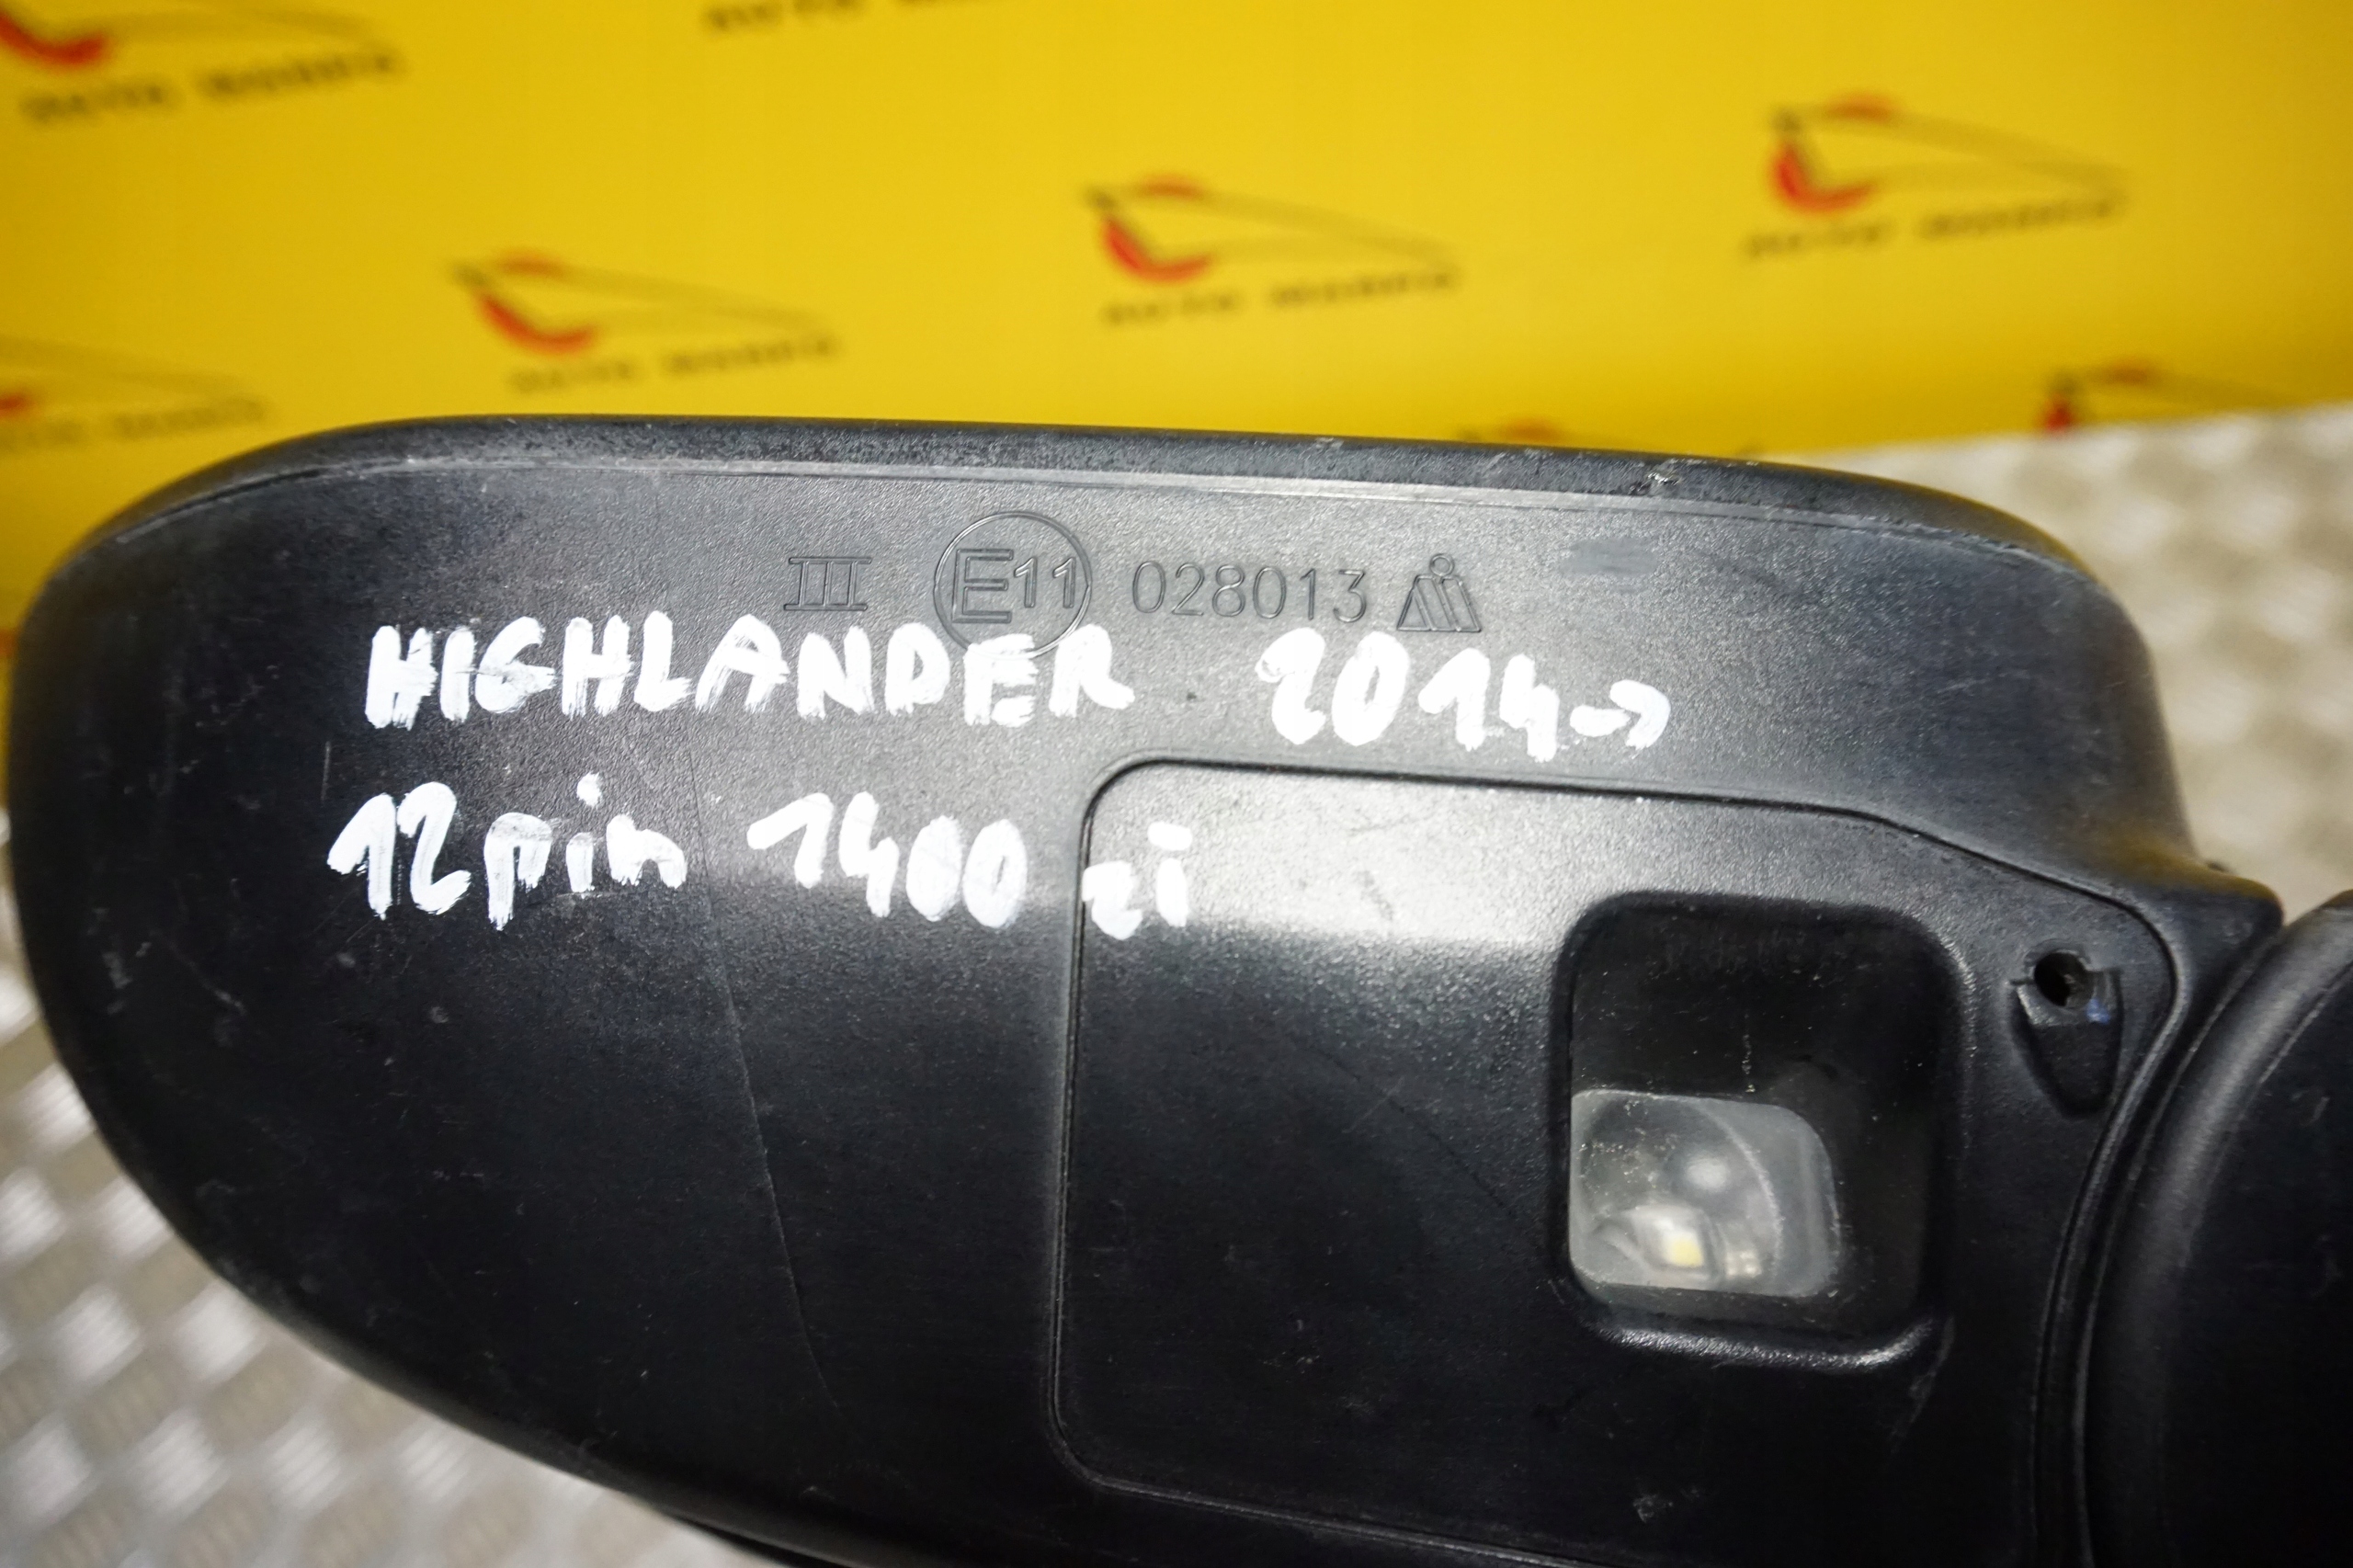 III E11 028013
HIGHLANDER 2014->
12pin 1400 zł